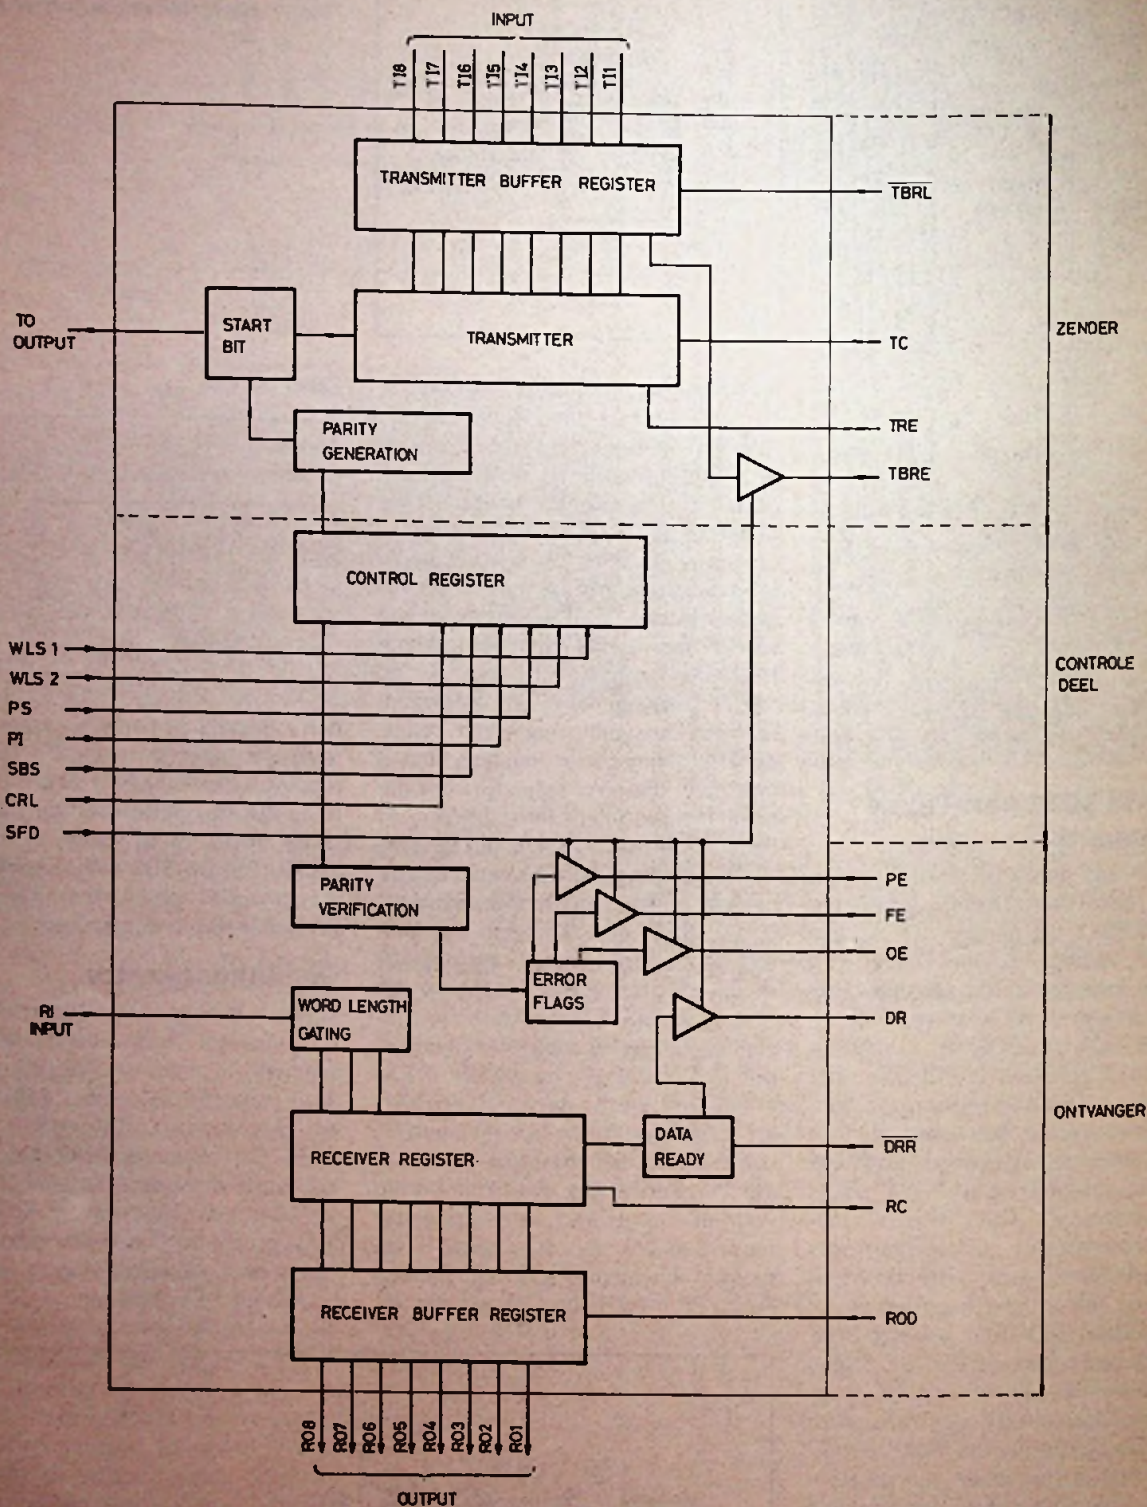 INPUT
TI8 TI7 TI6 TI5 TI4 TI3 TI2 TI1
TRANSMITTER BUFFER REGISTER
TBRL
TO
OUTPUT
START
BIT
TRANSMITTER
TC
ZENDER
TRE
PARITY
GENERATION
TBRE
CONTROL REGISTER
WLS 1
WLS 2
PS
PI
SBS
CRL
SFD
CONTROLE
DEEL
PARITY
VERIFICATION
PE
FE
OE
ERROR
FLAGS
RI
INPUT
WORD LENGTH
GATING
DR
ONTVANGER
RECEIVER REGISTER
DATA
READY
DRR
RC
RECEIVER BUFFER REGISTER
ROD
RO8 RO7 RO6 RO5 RO4 RO3 RO2 RO1
OUTPUT